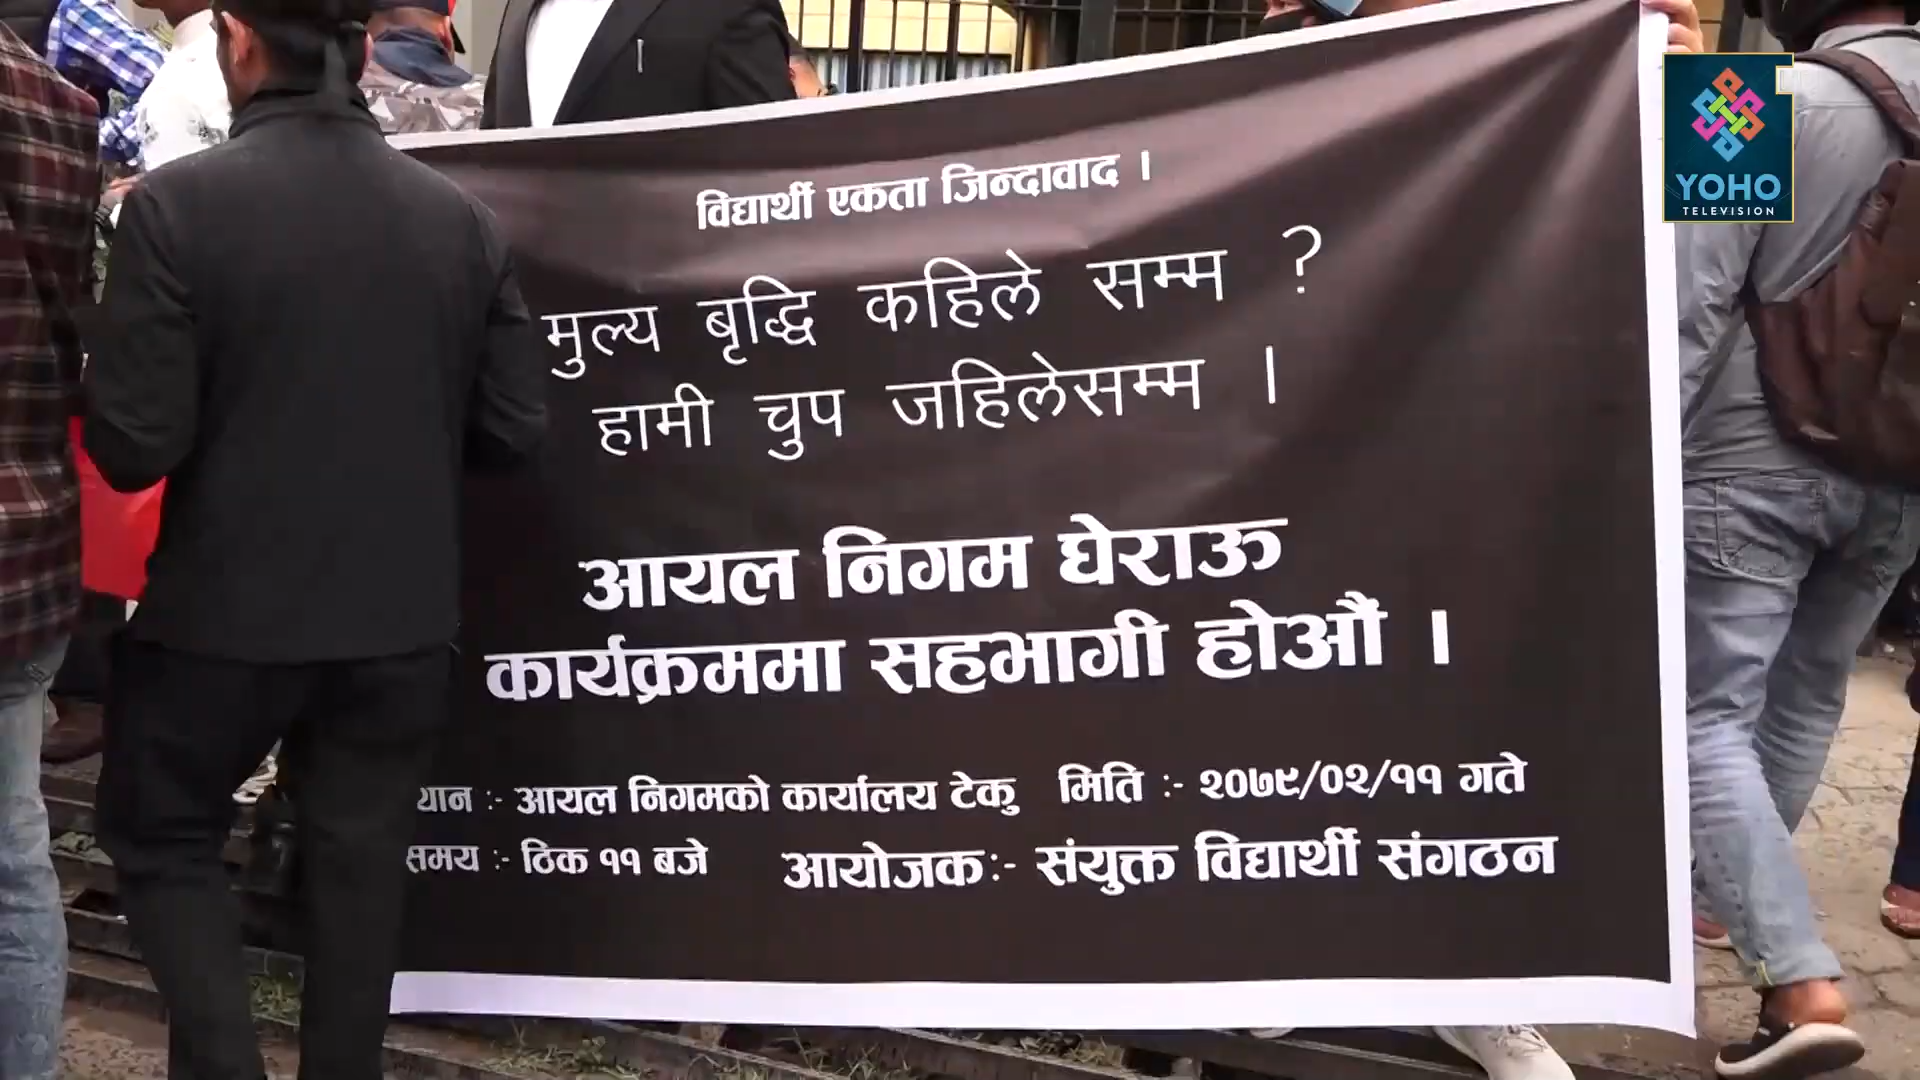 विद्यार्थी एकता जिन्दावाद ।
मुल्य बृद्धि कहिले सम्म ?
हामी चुप जहिलेसम्म ।
आयल निगम घेराऊ
कार्यक्रममा सहभागी होऔं ।
थान :- आयल निगमको कार्यालय टेकु मिति :- २०७९/०२/११ गते
समय :- ठिक ११ बजे आयोजक:- संयुक्त विद्यार्थी संगठन
YOHO
TELEVISION